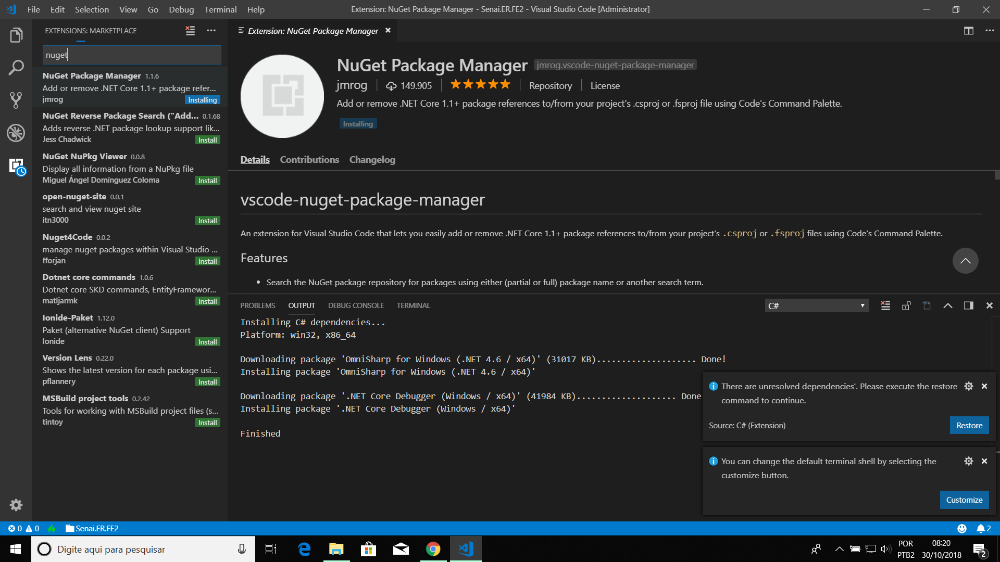 File Edit Selection View Go Debug Terminal Help
Extension: NuGet Package Manager - Senai.ER.FE2 - Visual Studio Code [Administrator]
EXTENSIONS: MARKETPLACE
nuget
NuGet Package Manager 1.1.6
Add or remove .NET Core 1.1+ package refer...
jmrog Installing
NuGet Reverse Package Search ("Add... 0.1.68
Adds reverse .NET package lookup support lik...
Jess Chadwick Install
NuGet NuPkg Viewer 0.0.8
Display all information from a NuPkg file
Miguel Ángel Domínguez Coloma Install
open-nuget-site 0.0.1
search and view nuget site
itn3000 Install
Nuget4Code 0.0.2
manage nuget packages within Visual Studio ...
fforjan Install
Dotnet core commands 1.0.6
Dotnet core SKD commands, EntityFramewor...
matijarmk Install
Ionide-Paket 1.12.0
Paket (alternative NuGet client) Support
Ionide Install
Version Lens 0.22.0
Shows the latest version for each package usi...
pflannery Install
MSBuild project tools 0.2.42
Tools for working with MSBuild project files (s...
tintoy Install
Extension: NuGet Package Manager
NuGet Package Manager jmrog.vscode-nuget-package-manager
jmrog 149.905 Repository License
Add or remove .NET Core 1.1+ package references to/from your project's .csproj or .fsproj file using Code's Command Palette.
Installing
Details Contributions Changelog
vscode-nuget-package-manager
An extension for Visual Studio Code that lets you easily add or remove .NET Core 1.1+ package references to/from your project's .csproj or .fsproj files using Code's Command Palette.
Features
• Search the NuGet package repository for packages using either (partial or full) package name or another search term.
PROBLEMS OUTPUT DEBUG CONSOLE TERMINAL
C#
Installing C# dependencies...
Platform: win32, x86_64
Downloading package 'OmniSharp for Windows (.NET 4.6 / x64)' (31017 KB).................... Done!
Installing package 'OmniSharp for Windows (.NET 4.6 / x64)'
Downloading package '.NET Core Debugger (Windows / x64)' (41984 KB).................... Done
Installing package '.NET Core Debugger (Windows / x64)'
Finished
There are unresolved dependencies'. Please execute the restore
command to continue.
Source: C# (Extension) Restore
You can change the default terminal shell by selecting the
customize button.
Customize
0 0 Senai.ER.FE2 2
Digite aqui para pesquisar
POR
PTB2
08:20
30/10/2018
2